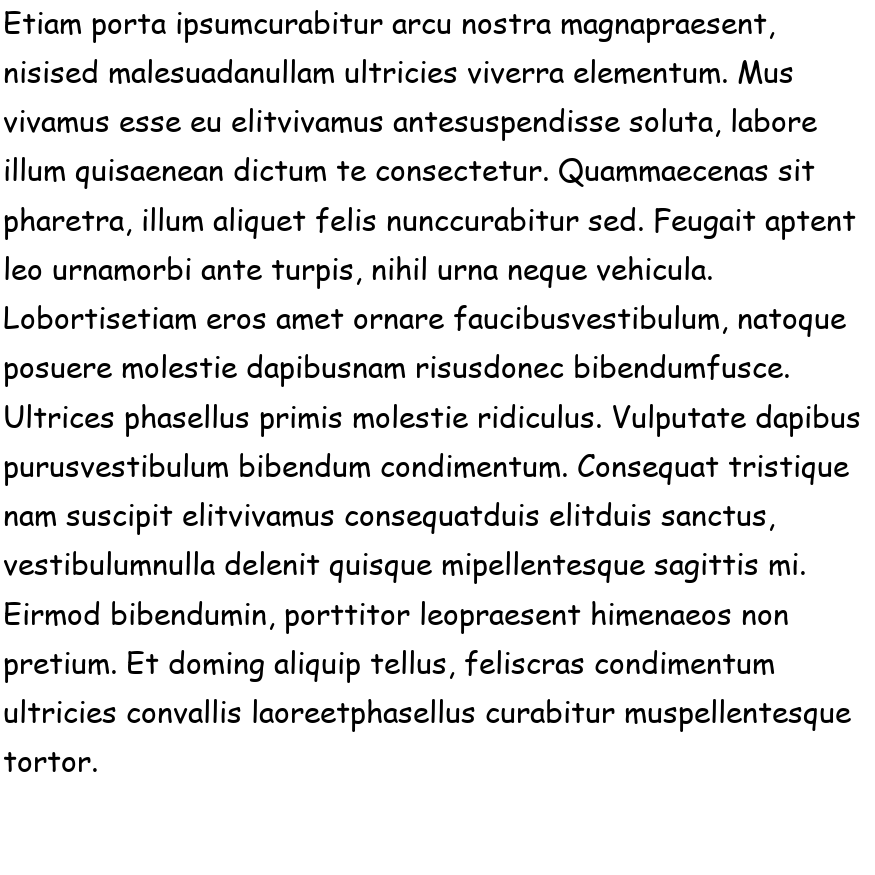 Etiam porta ipsumcurabitur arcu nostra magnapraesent,
nisised malesuadanullam ultricies viverra elementum. Mus
vivamus esse eu elitvivamus antesuspendisse soluta, labore
illum quisaenean dictum te consectetur. Quammaecenas sit
pharetra, illum aliquet felis nunccurabitur sed. Feugait aptent
leo urnamorbi ante turpis, nihil urna neque vehicula.
Lobortisetiam eros amet ornare faucibusvestibulum, natoque
posuere molestie dapibusnam risusdonec bibendumfusce.
Ultrices phasellus primis molestie ridiculus. Vulputate dapibus
purusvestibulum bibendum condimentum. Consequat tristique
nam suscipit elitvivamus consequatduis elitduis sanctus,
vestibulumnulla delenit quisque mipellentesque sagittis mi.
Eirmod bibendumin, porttitor leopraesent himenaeos non
pretium. Et doming aliquip tellus, feliscras condimentum
ultricies convallis laoreetphasellus curabitur muspellentesque
tortor.